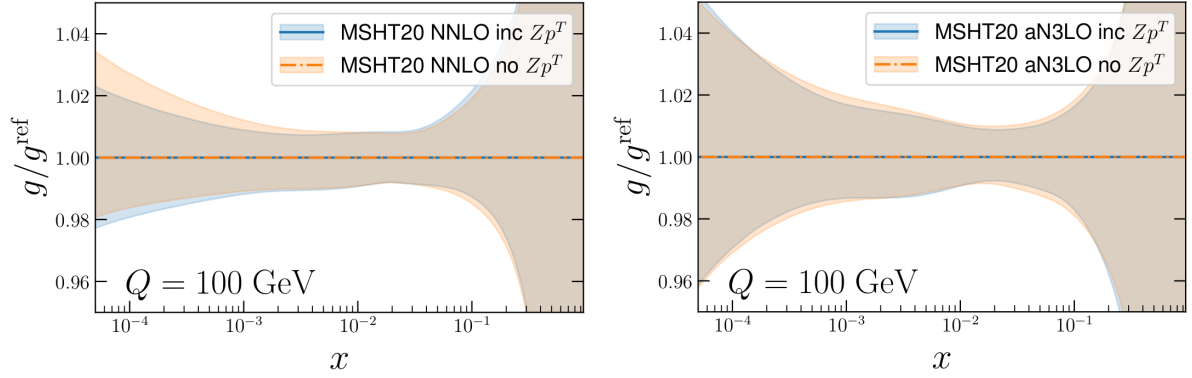 1.04
1.02
1.00
0.98
0.96
g/g^ref
MSHT20 NNLO inc Zp^T
MSHT20 NNLO no Zp^T
Q = 100 GeV
10^−4
10^−3
10^−2
10^−1
x
1.04
1.02
1.00
0.98
0.96
g/g^ref
MSHT20 aN3LO inc Zp^T
MSHT20 aN3LO no Zp^T
Q = 100 GeV
10^−4
10^−3
10^−2
10^−1
x